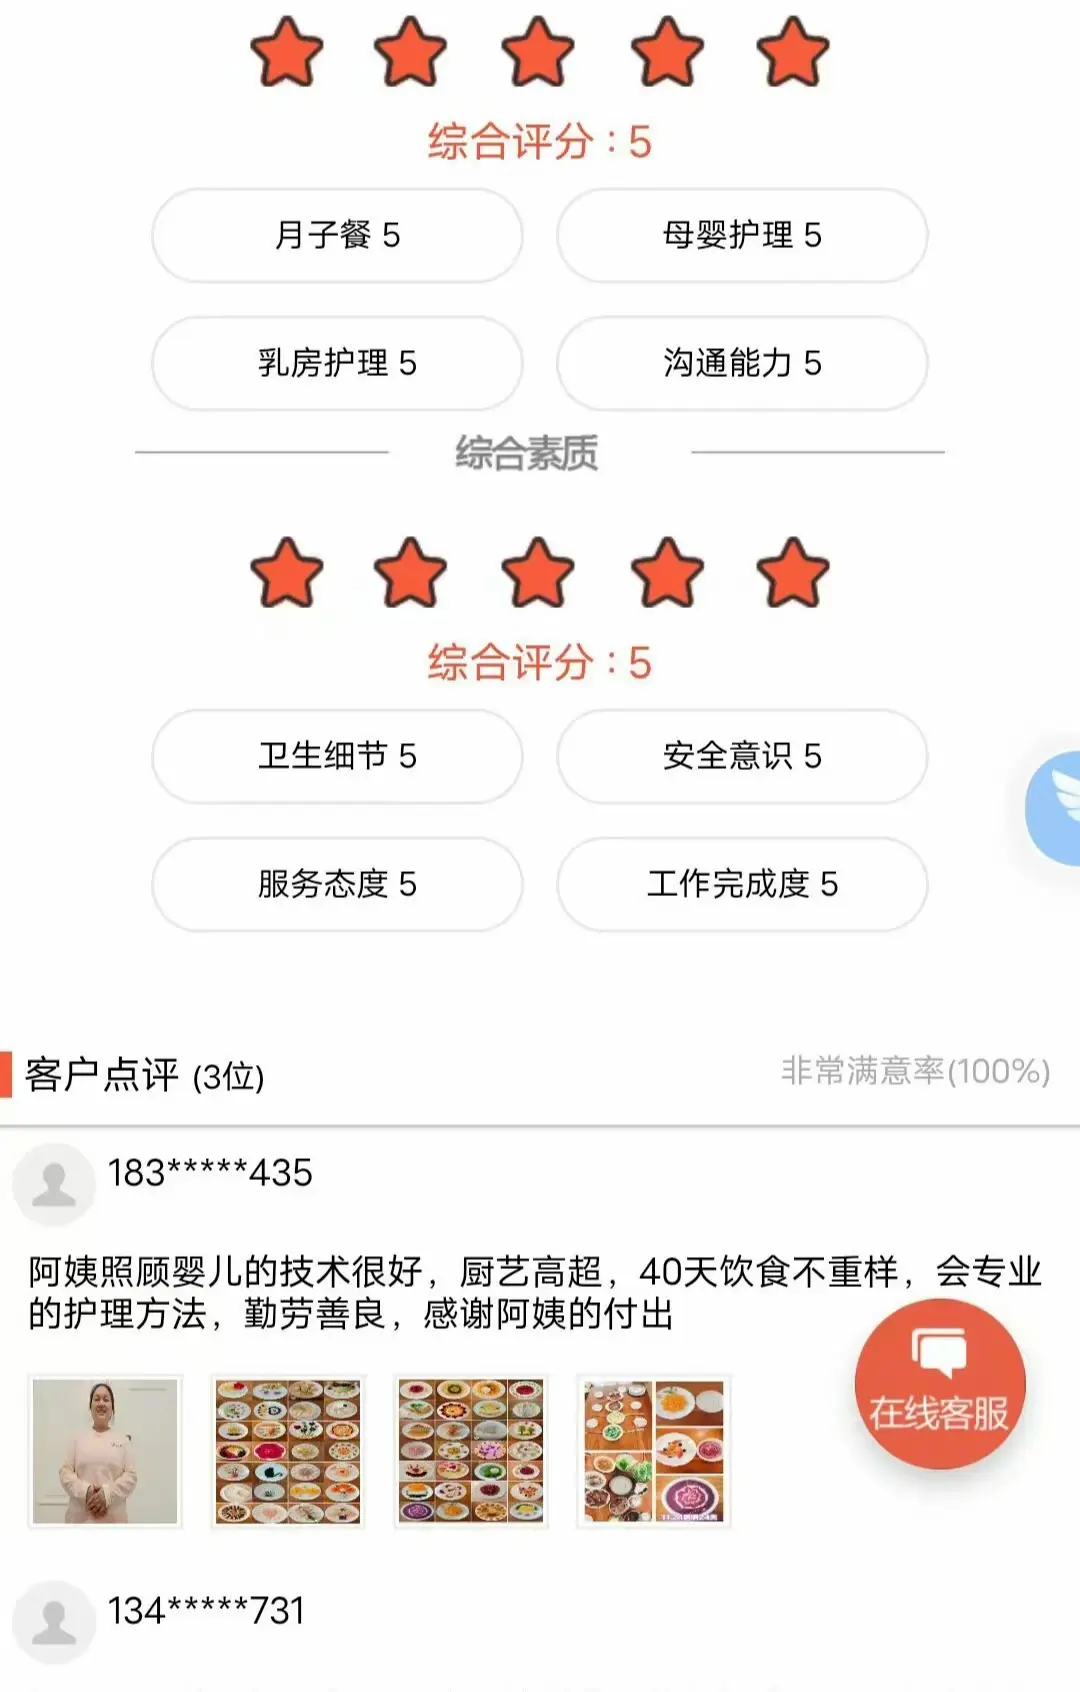 综合评分：5
月子餐 5
母婴护理 5
乳房护理 5
沟通能力 5
综合素质
综合评分：5
卫生细节 5
安全意识 5
服务态度 5
工作完成度 5
客户点评 (3位)
非常满意率(100%)
183*****435
阿姨照顾婴儿的技术很好，厨艺高超，40天饮食不重样，会专业
的护理方法，勤劳善良，感谢阿姨的付出
在线客服
134*****731